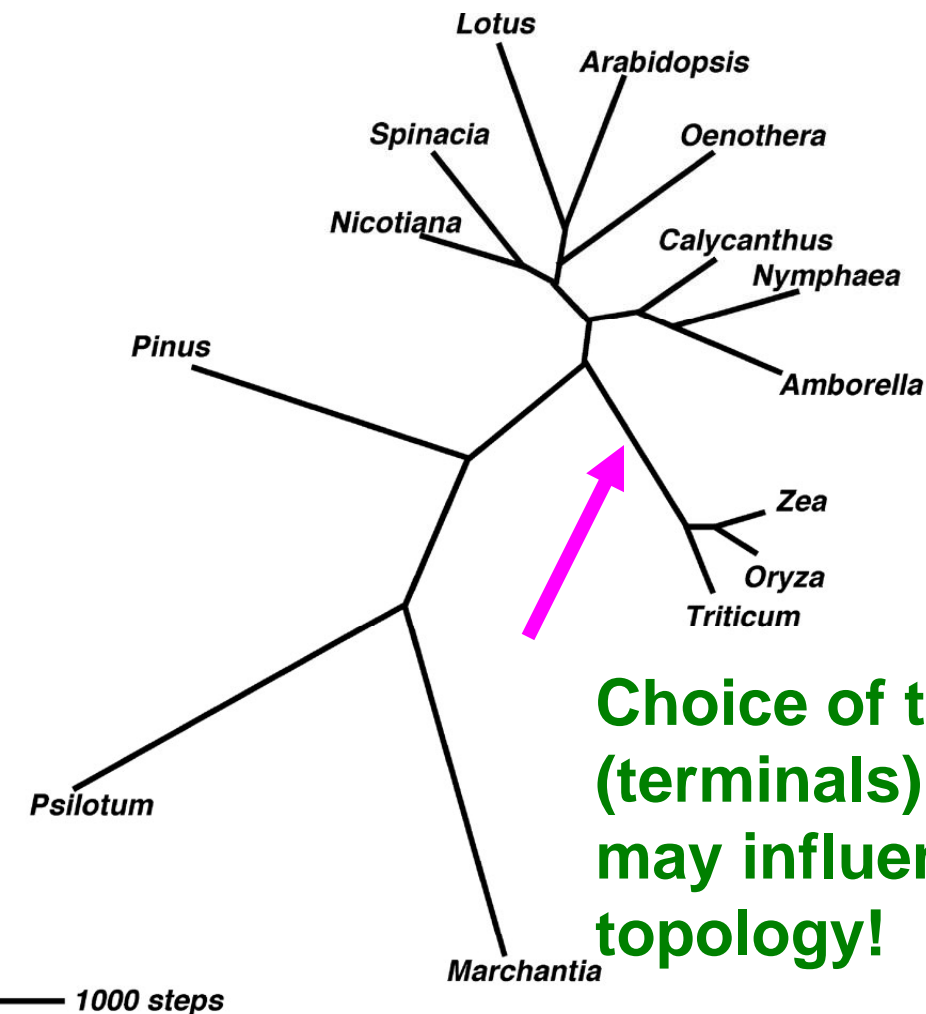 Lotus
Arabidopsis
Spinacia
Oenothera
Nicotiana
Calycanthus
Nymphaea
Pinus
Amborella
Zea
Oryza
Triticum
Choice of
(terminals)
may
topology!
Psilotum
Marchantia
1000 steps